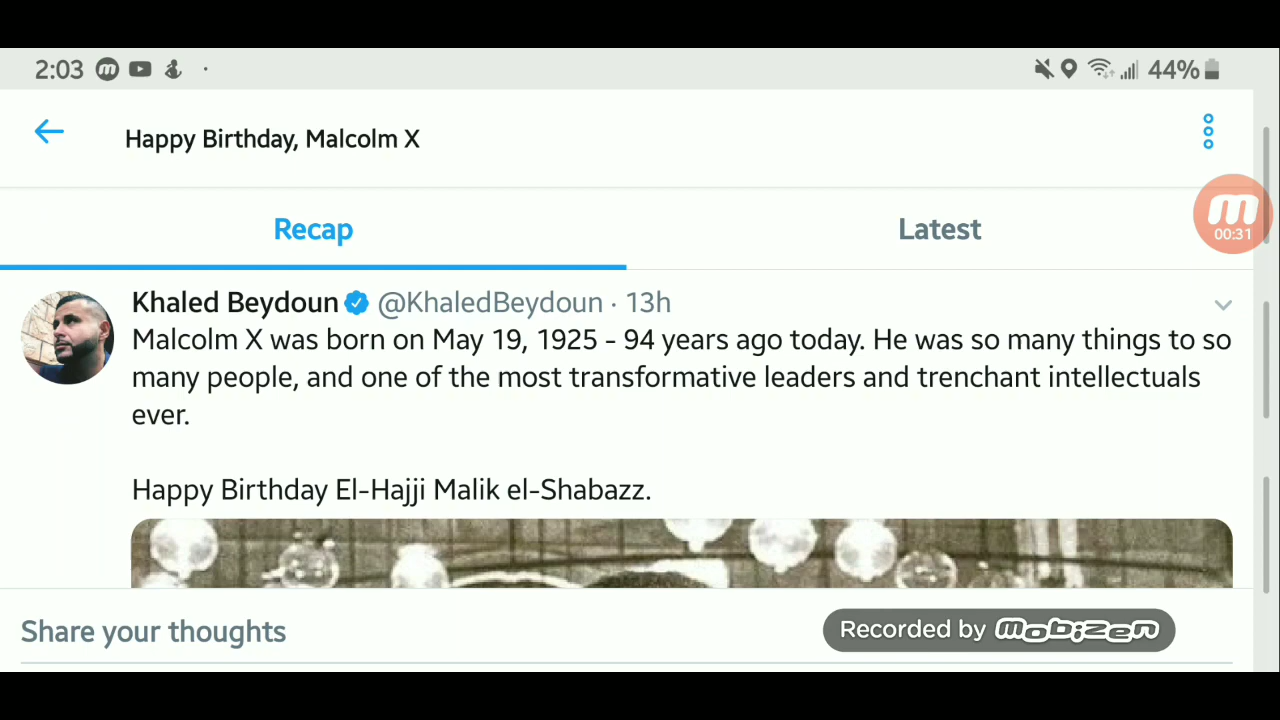 2:03 44%
Happy Birthday, Malcolm X
Recap Latest
00:31
Khaled Beydoun @KhaledBeydoun · 13h
Malcolm X was born on May 19, 1925 - 94 years ago today. He was so many things to so
many people, and one of the most transformative leaders and trenchant intellectuals
ever.
Happy Birthday El-Hajji Malik el-Shabazz.
Share your thoughts
Recorded by mobizen